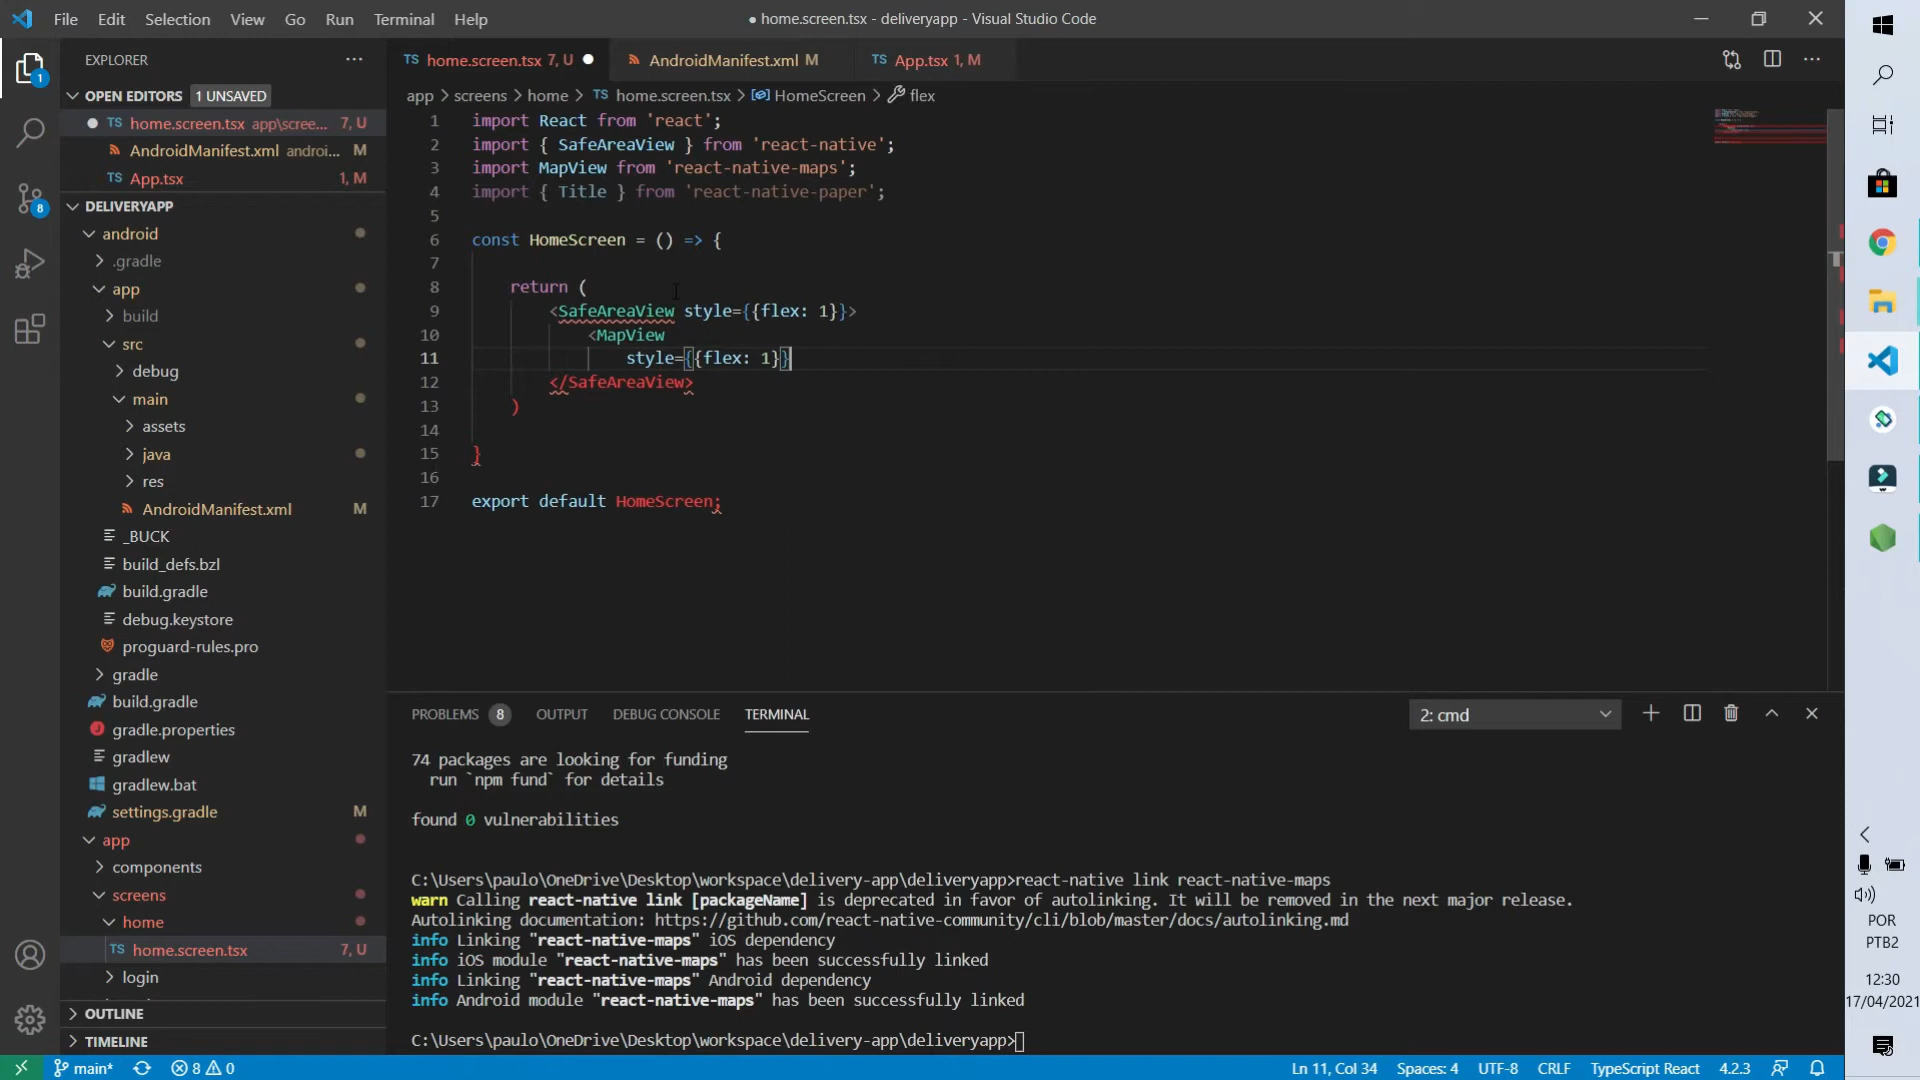 File Edit Selection View Go Run Terminal Help
● home.screen.tsx - deliveryapp - Visual Studio Code
EXPLORER ···
OPEN EDITORS 1 UNSAVED
● TS home.screen.tsx app\scree... 7, U
AndroidManifest.xml androi... M
TS App.tsx 1, M
DELIVERYAPP
android
.gradle
app
build
src
debug
main
assets
java
res
AndroidManifest.xml M
_BUCK
build_defs.bzl
build.gradle
debug.keystore
proguard-rules.pro
gradle
build.gradle
gradle.properties
gradlew
gradlew.bat
settings.gradle M
app
components
screens
home
TS home.screen.tsx 7, U
login
OUTLINE
TIMELINE
1
8
TS home.screen.tsx 7, U ● AndroidManifest.xml M TS App.tsx 1, M
app > screens > home > TS home.screen.tsx > HomeScreen > flex
1 import React from 'react';
2 import { SafeAreaView } from 'react-native';
3 import MapView from 'react-native-maps';
4 import { Title } from 'react-native-paper';
5
6 const HomeScreen = () => {
7
8 return (
9 <SafeAreaView style={{flex: 1}}>
10 <MapView
11 style={{flex: 1}}
12 </SafeAreaView>
13 )
14
15 }
16
17 export default HomeScreen;
PROBLEMS 8 OUTPUT DEBUG CONSOLE TERMINAL 2: cmd
74 packages are looking for funding
run `npm fund` for details
found 0 vulnerabilities
C:\Users\paulo\OneDrive\Desktop\workspace\delivery-app\deliveryapp>react-native link react-native-maps
warn Calling react-native link [packageName] is deprecated in favor of autolinking. It will be removed in the next major release.
Autolinking documentation: https://github.com/react-native-community/cli/blob/master/docs/autolinking.md
info Linking "react-native-maps" iOS dependency
info iOS module "react-native-maps" has been successfully linked
info Linking "react-native-maps" Android dependency
info Android module "react-native-maps" has been successfully linked
C:\Users\paulo\OneDrive\Desktop\workspace\delivery-app\deliveryapp>
main* 8 0 Ln 11, Col 34 Spaces: 4 UTF-8 CRLF TypeScript React 4.2.3
POR
PTB2
12:30
17/04/2021